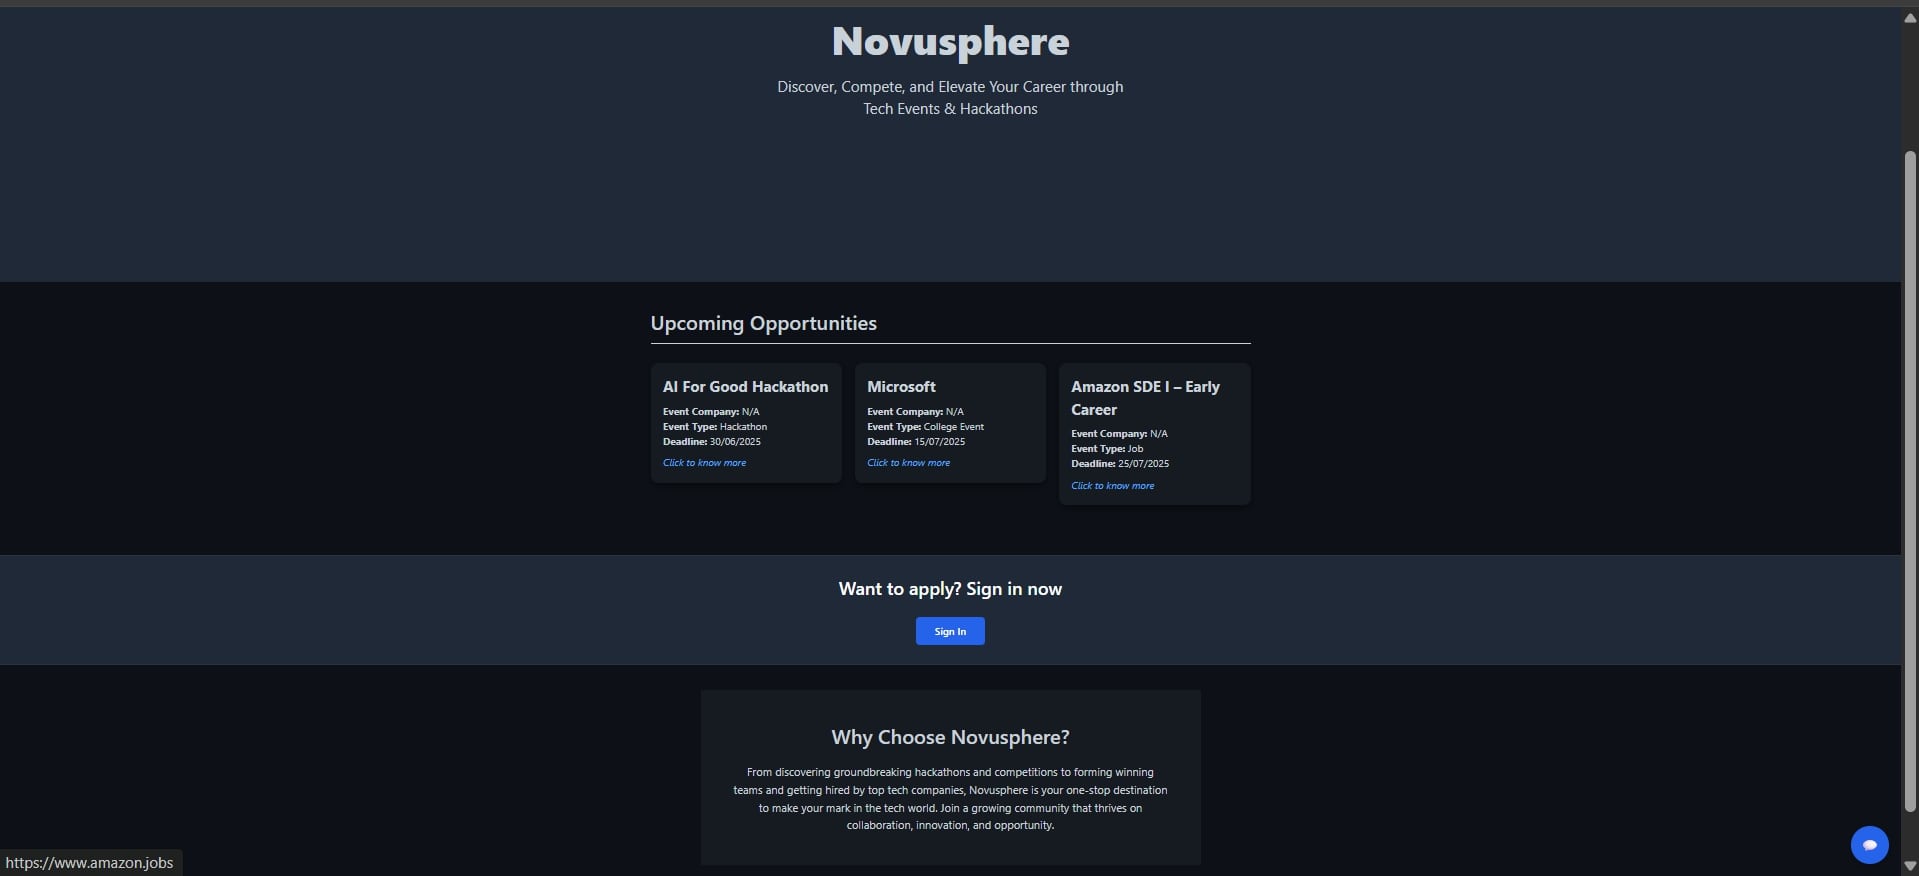 Novusphere
Discover, Compete, and Elevate Your Career through
Tech Events & Hackathons
Upcoming Opportunities
AI For Good Hackathon
Event Company: N/A
Event Type: Hackathon
Deadline: 30/06/2025
Click to know more
Microsoft
Event Company: N/A
Event Type: College Event
Deadline: 15/07/2025
Click to know more
Amazon SDE I – Early
Career
Event Company: N/A
Event Type: Job
Deadline: 25/07/2025
Click to know more
Want to apply? Sign in now
Sign In
Why Choose Novusphere?
From discovering groundbreaking hackathons and competitions to forming winning
teams and getting hired by top tech companies, Novusphere is your one-stop destination
to make your mark in the tech world. Join a growing community that thrives on
collaboration, innovation, and opportunity.
https://www.amazon.jobs